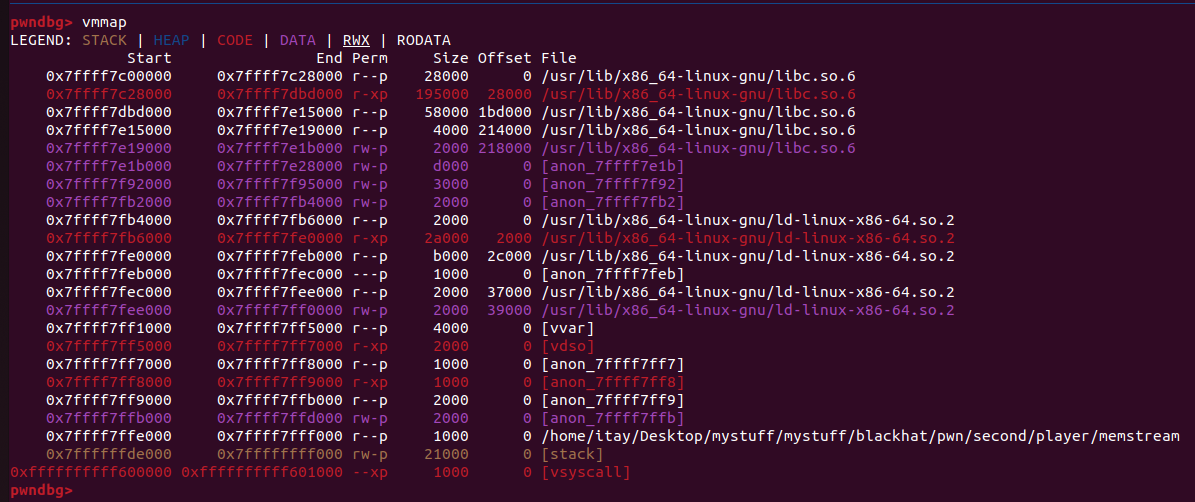 pwndbg> vmmap
LEGEND: STACK | HEAP | CODE | DATA | RWX | RODATA
Start End Perm Size Offset File
0x7ffff7c00000 0x7ffff7c28000 r--p 28000 0 /usr/lib/x86_64-linux-gnu/libc.so.6
0x7ffff7c28000 0x7ffff7dbd000 r-xp 195000 28000 /usr/lib/x86_64-linux-gnu/libc.so.6
0x7ffff7dbd000 0x7ffff7e15000 r--p 58000 1bd000 /usr/lib/x86_64-linux-gnu/libc.so.6
0x7ffff7e15000 0x7ffff7e19000 r--p 4000 214000 /usr/lib/x86_64-linux-gnu/libc.so.6
0x7ffff7e19000 0x7ffff7e1b000 rw-p 2000 218000 /usr/lib/x86_64-linux-gnu/libc.so.6
0x7ffff7e1b000 0x7ffff7e28000 rw-p d000 0 [anon_7ffff7e1b]
0x7ffff7f92000 0x7ffff7f95000 rw-p 3000 0 [anon_7ffff7f92]
0x7ffff7fb2000 0x7ffff7fb4000 rw-p 2000 0 [anon_7ffff7fb2]
0x7ffff7fb4000 0x7ffff7fb6000 r--p 2000 0 /usr/lib/x86_64-linux-gnu/ld-linux-x86-64.so.2
0x7ffff7fb6000 0x7ffff7fe0000 r-xp 2a000 2000 /usr/lib/x86_64-linux-gnu/ld-linux-x86-64.so.2
0x7ffff7fe0000 0x7ffff7feb000 r--p b000 2c000 /usr/lib/x86_64-linux-gnu/ld-linux-x86-64.so.2
0x7ffff7feb000 0x7ffff7fec000 ---p 1000 0 [anon_7ffff7feb]
0x7ffff7fec000 0x7ffff7fee000 r--p 2000 37000 /usr/lib/x86_64-linux-gnu/ld-linux-x86-64.so.2
0x7ffff7fee000 0x7ffff7ff0000 rw-p 2000 39000 /usr/lib/x86_64-linux-gnu/ld-linux-x86-64.so.2
0x7ffff7ff1000 0x7ffff7ff5000 r--p 4000 0 [vvar]
0x7ffff7ff5000 0x7ffff7ff7000 r-xp 2000 0 [vdso]
0x7ffff7ff7000 0x7ffff7ff8000 r--p 1000 0 [anon_7ffff7ff7]
0x7ffff7ff8000 0x7ffff7ff9000 r-xp 1000 0 [anon_7ffff7ff8]
0x7ffff7ff9000 0x7ffff7ffb000 r--p 2000 0 [anon_7ffff7ff9]
0x7ffff7ffb000 0x7ffff7ffd000 rw-p 2000 0 [anon_7ffff7ffb]
0x7ffff7ffe000 0x7ffff7fff000 r--p 1000 0 /home/itay/Desktop/mystuff/mystuff/blackhat/pwn/second/player/memstream
0x7ffffffde000 0x7ffffffff000 rw-p 21000 0 [stack]
0xffffffffff600000 0xffffffffff601000 --xp 1000 0 [vsyscall]
pwndbg>